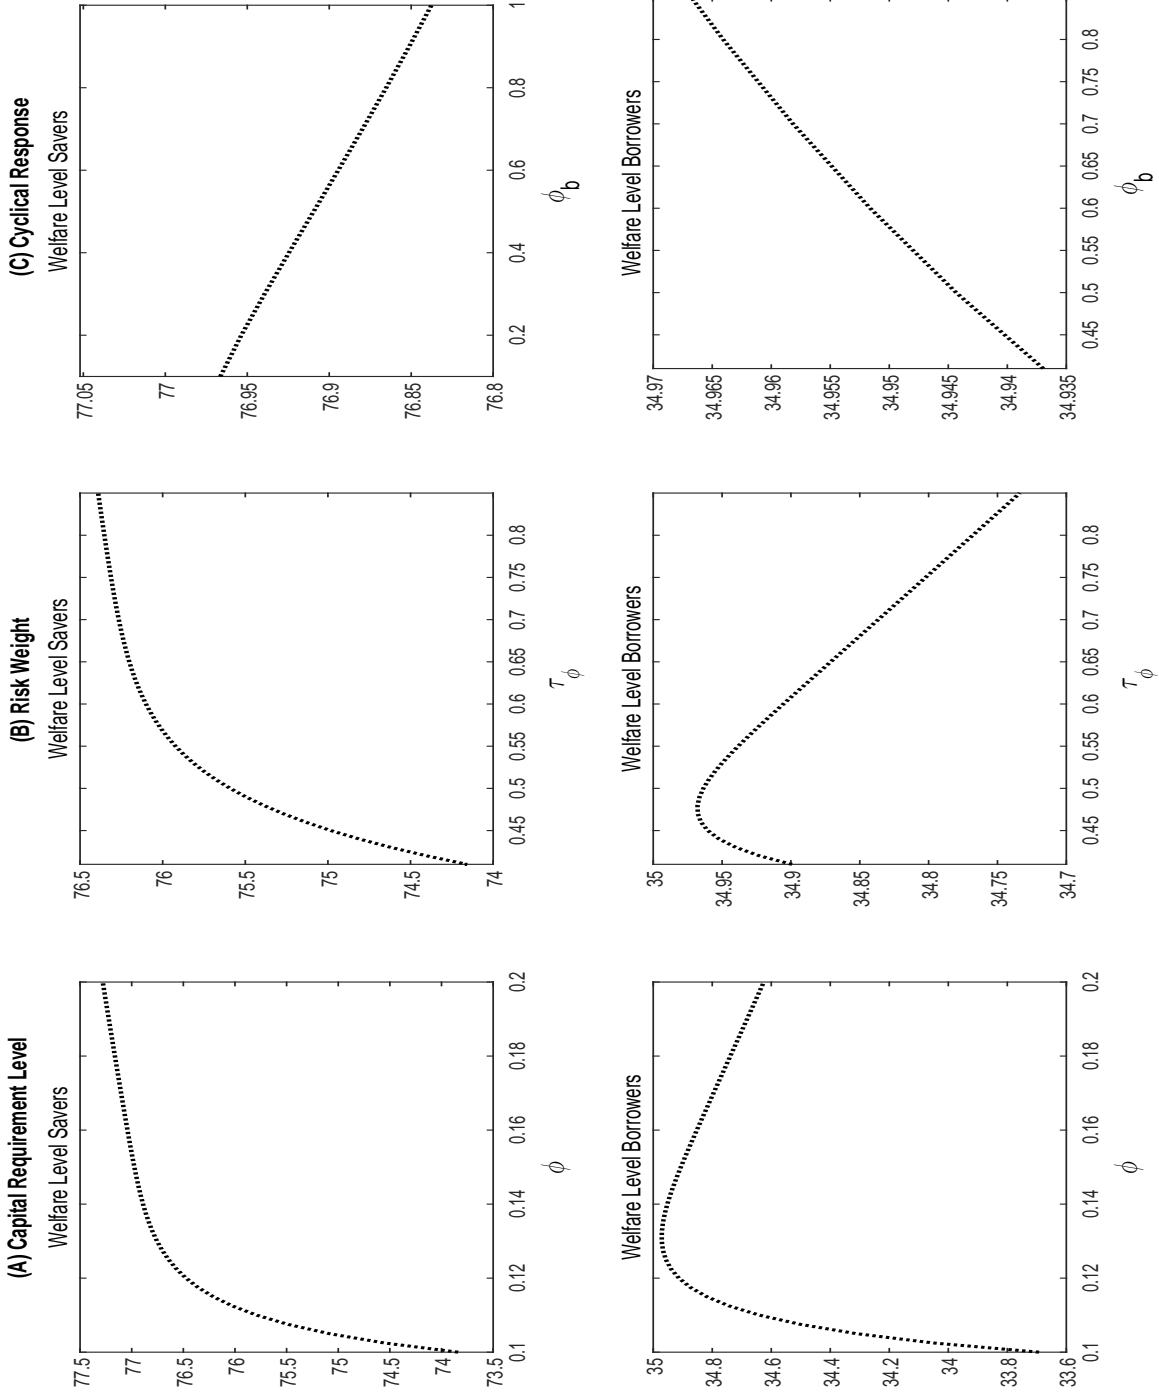 (A) Capital Requirement Level
Welfare Level Savers
77.5
77
76.5
76
75.5
75
74.5
74
73.5
0.1 0.12 0.14 0.16 0.18 0.2
ϕ
(B) Risk Weight
Welfare Level Savers
76.5
76
75.5
75
74.5
74
0.45 0.5 0.55 0.6 0.65 0.7 0.75 0.8
τ_ϕ
(C) Cyclical Response
Welfare Level Savers
77.05
77
76.95
76.9
76.85
76.8
0.2 0.4 0.6 0.8 1
ϕ_b
Welfare Level Borrowers
35
34.8
34.6
34.4
34.2
34
33.8
33.6
0.1 0.12 0.14 0.16 0.18 0.2
ϕ
Welfare Level Borrowers
35
34.95
34.9
34.85
34.8
34.75
34.7
0.45 0.5 0.55 0.6 0.65 0.7 0.75 0.8
τ_ϕ
Welfare Level Borrowers
34.97
34.965
34.96
34.955
34.95
34.945
34.94
34.935
0.45 0.5 0.55 0.6 0.65 0.7 0.75 0.8
ϕ_b